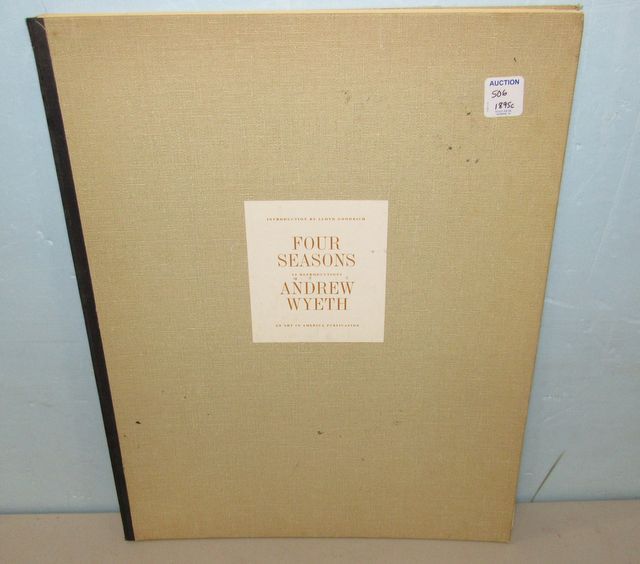 AUCTION
506
1895c
INTRODUCTION BY LLOYD GOODRICH
FOUR
SEASONS
12 REPRODUCTIONS
ANDREW
WYETH
AN ART IN AMERICA PUBLICATION